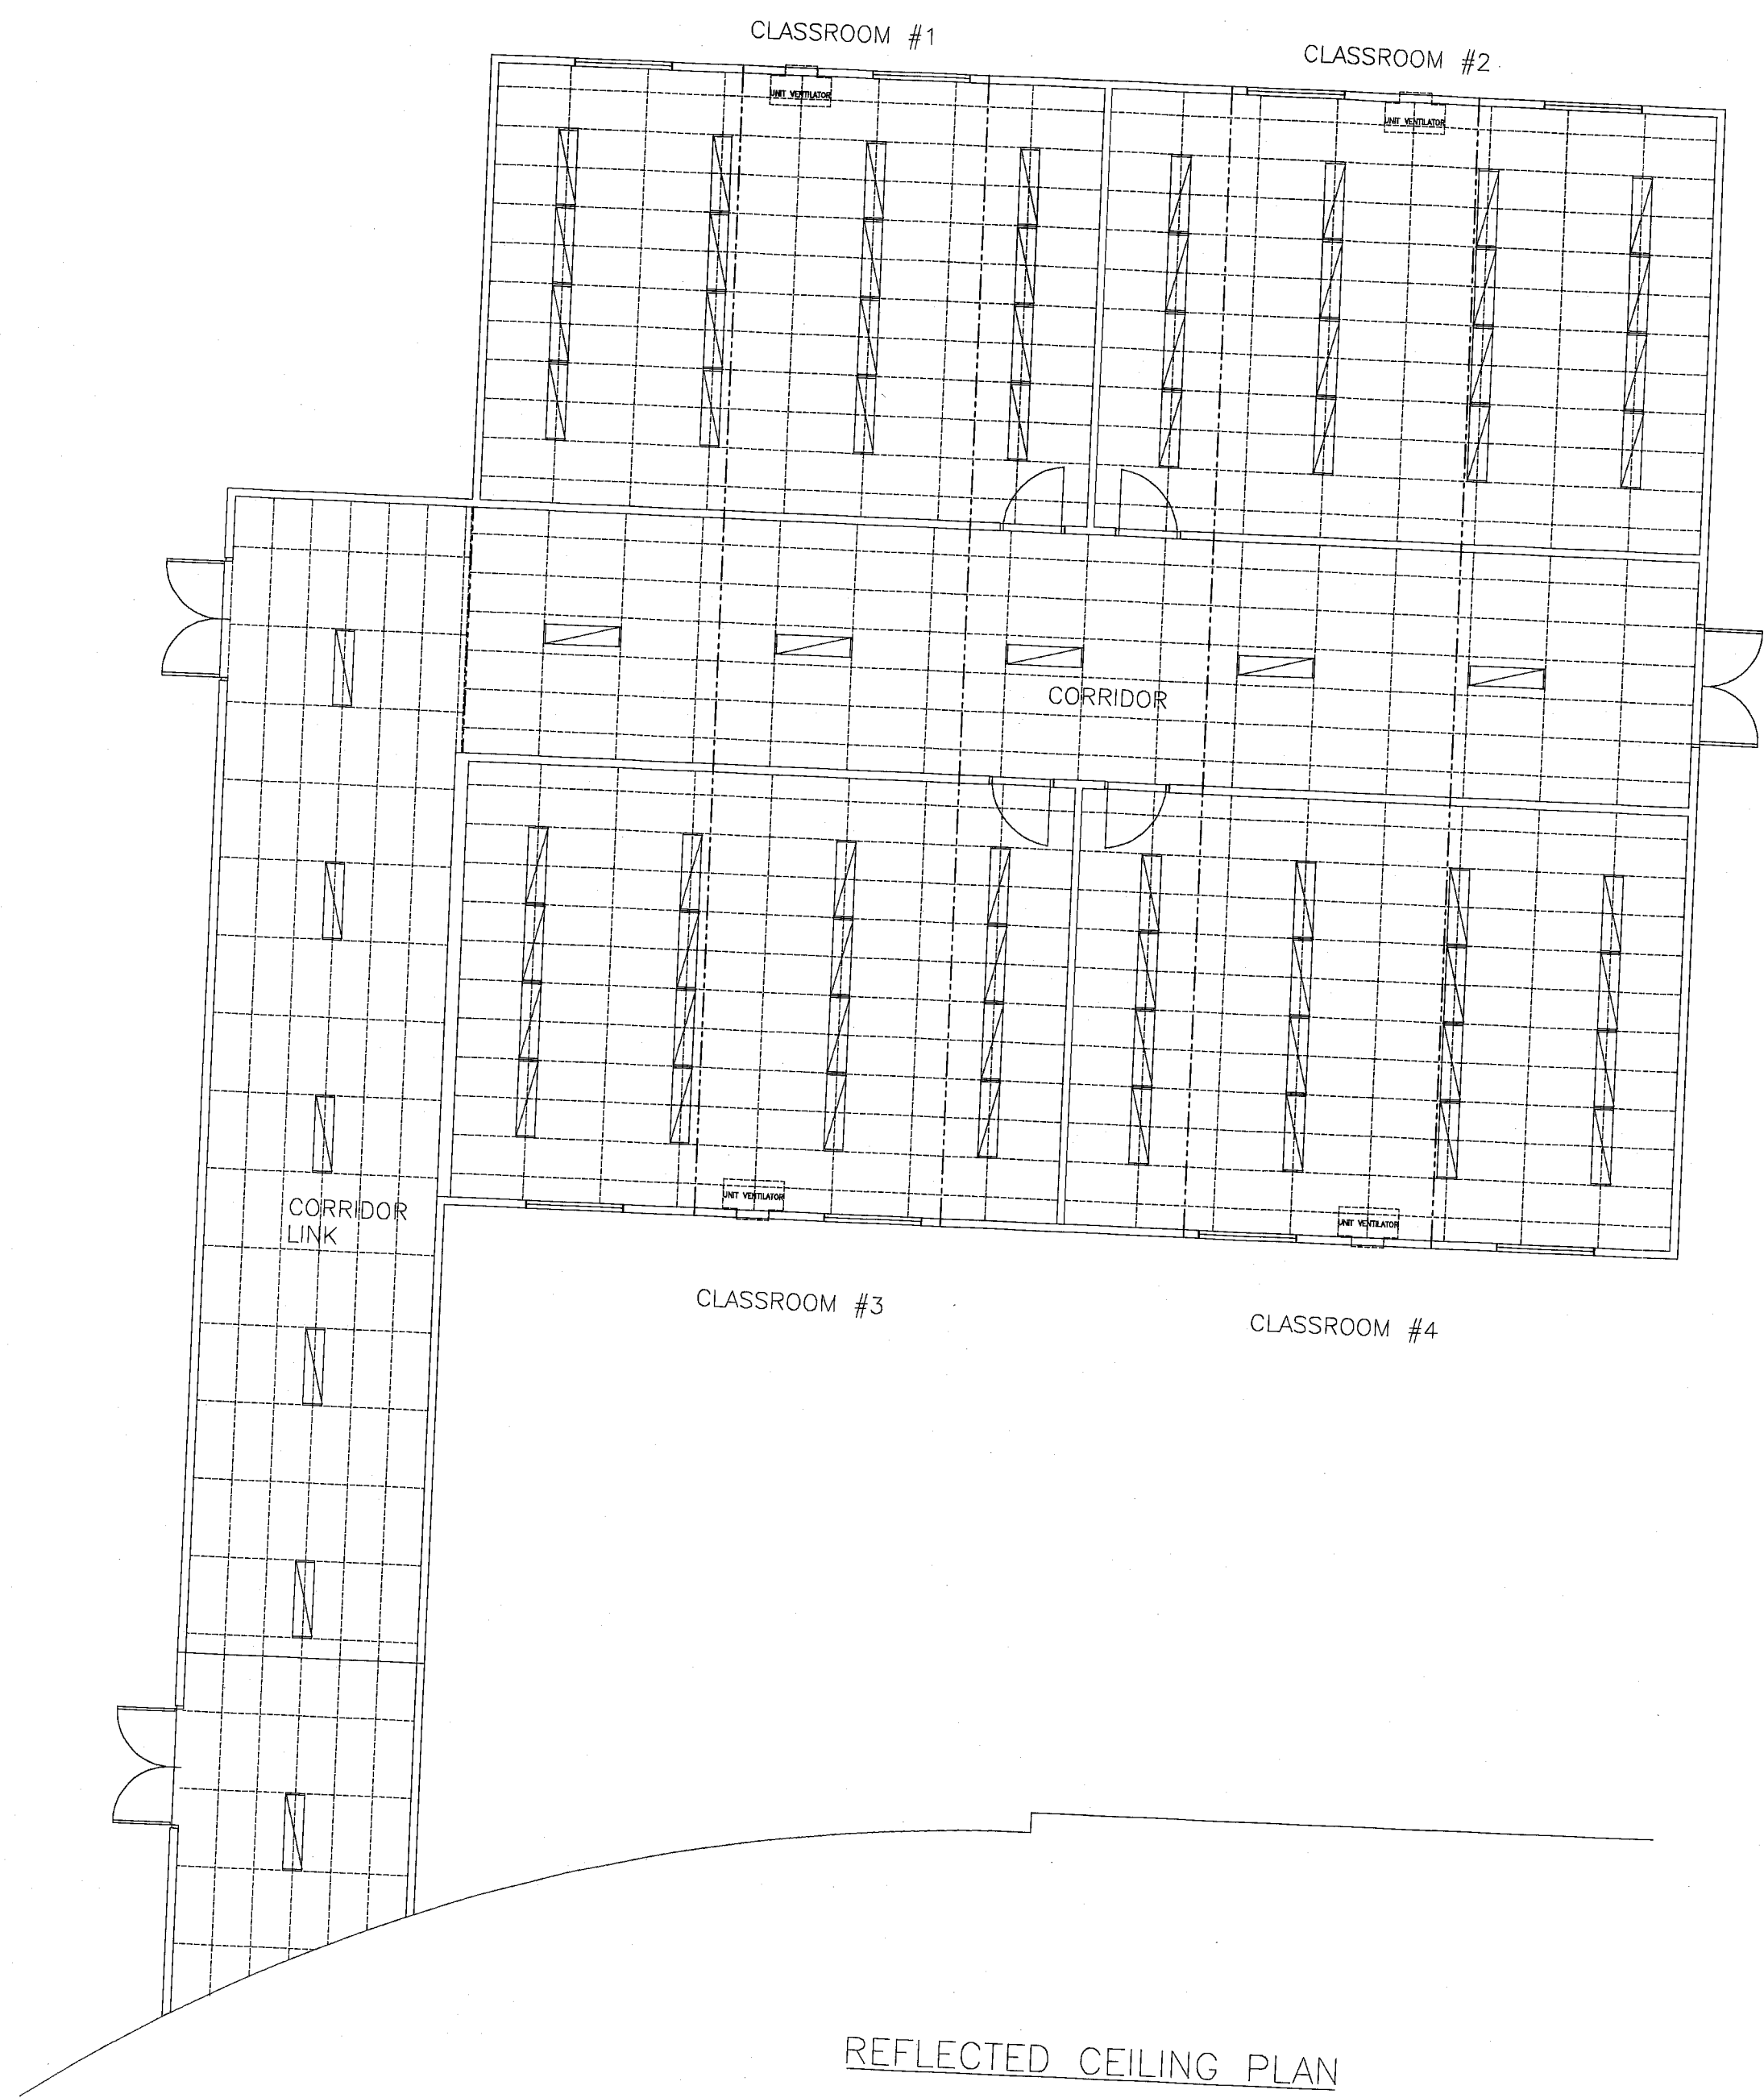 CLASSROOM #1
CLASSROOM #2
UNIT VENTILATOR
UNIT VENTILATOR
CORRIDOR
UNIT VENTILATOR
UNIT VENTILATOR
CORRIDOR
LINK
CLASSROOM #3
CLASSROOM #4
REFLECTED CEILING PLAN